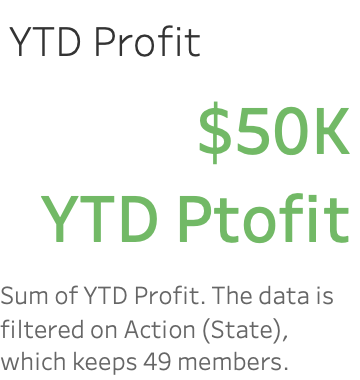 YTD Profit
$50K
YTD Ptofit
Sum of YTD Profit. The data is
filtered on Action (State),
which keeps 49 members.